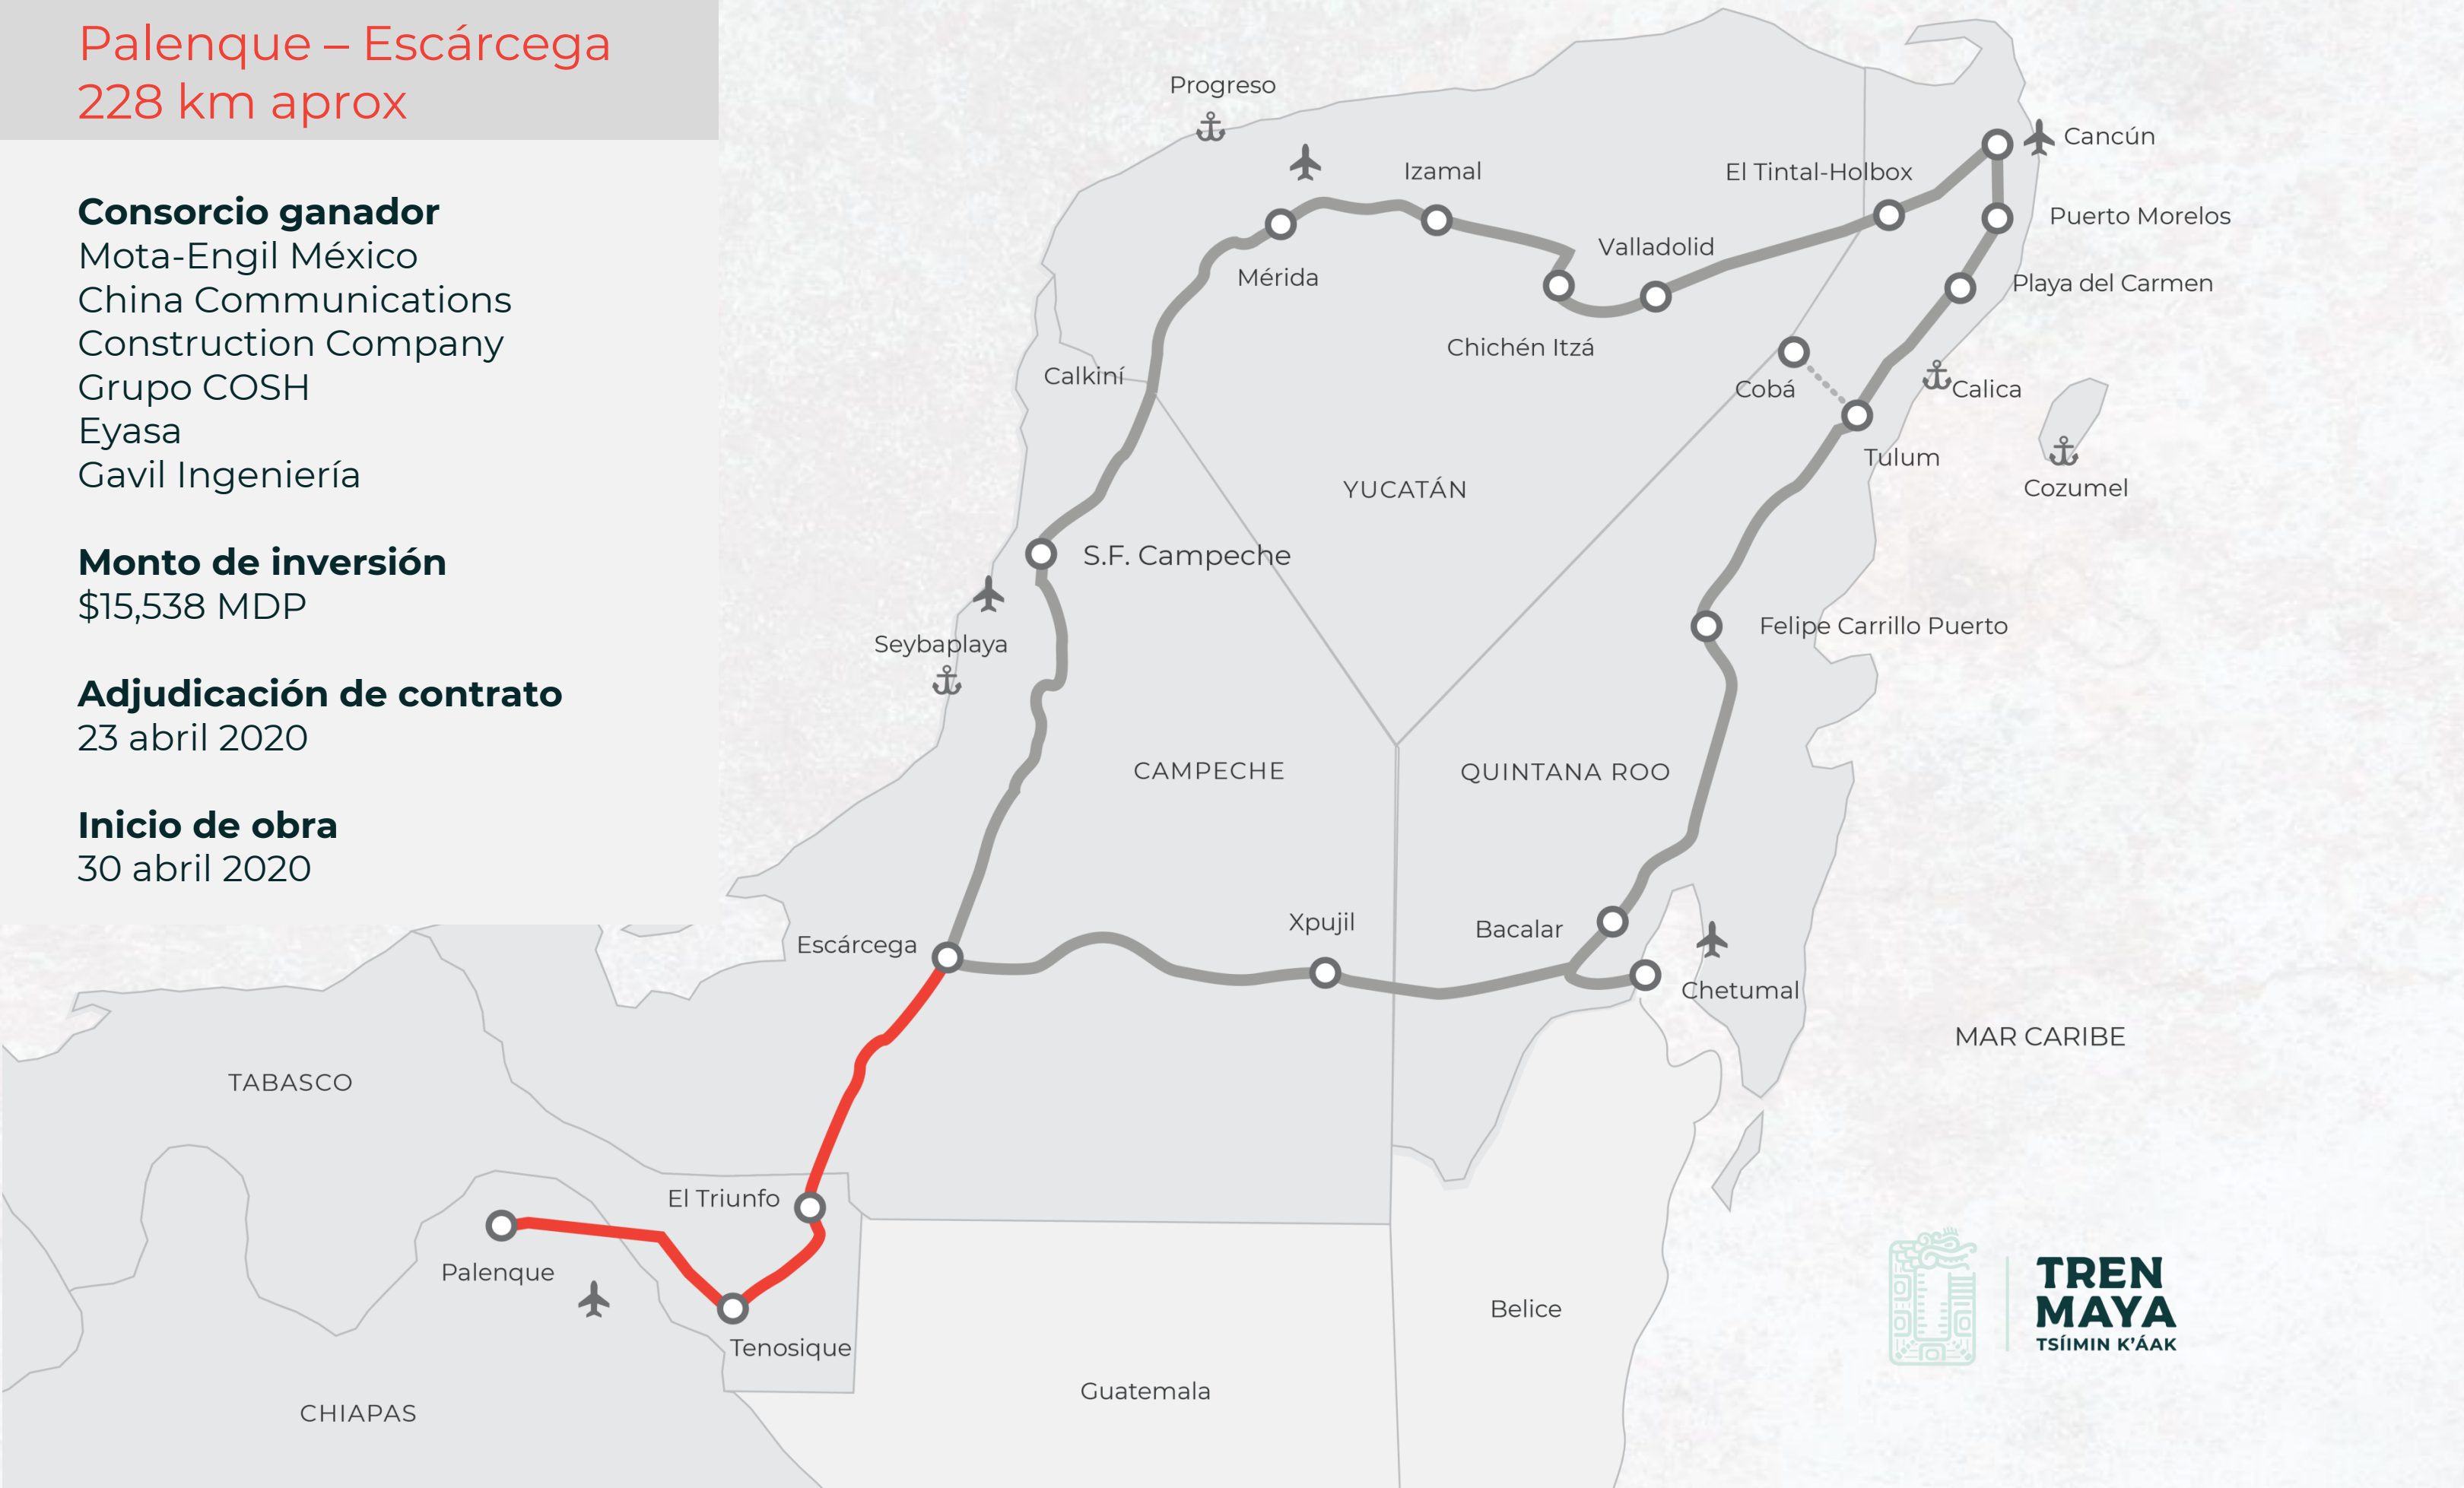 Palenque – Escárcega
228 km aprox
Consorcio ganador
Mota-Engil México
China Communications
Construction Company
Grupo COSH
Eyasa
Gavil Ingeniería
Monto de inversión
$15,538 MDP
Adjudicación de contrato
23 abril 2020
Inicio de obra
30 abril 2020
Progreso
Cancún
Izamal
El Tintal-Holbox
Puerto Morelos
Valladolid
Mérida
Playa del Carmen
Chichén Itzá
Calkiní
Cobá
Calica
Tulum
Cozumel
YUCATÁN
S.F. Campeche
Felipe Carrillo Puerto
Seybaplaya
CAMPECHE
QUINTANA ROO
Xpujil
Bacalar
Escárcega
Chetumal
MAR CARIBE
TABASCO
El Triunfo
Palenque
Tenosique
Belice
Guatemala
CHIAPAS
TREN
MAYA
TSÍIMIN K'ÁAK